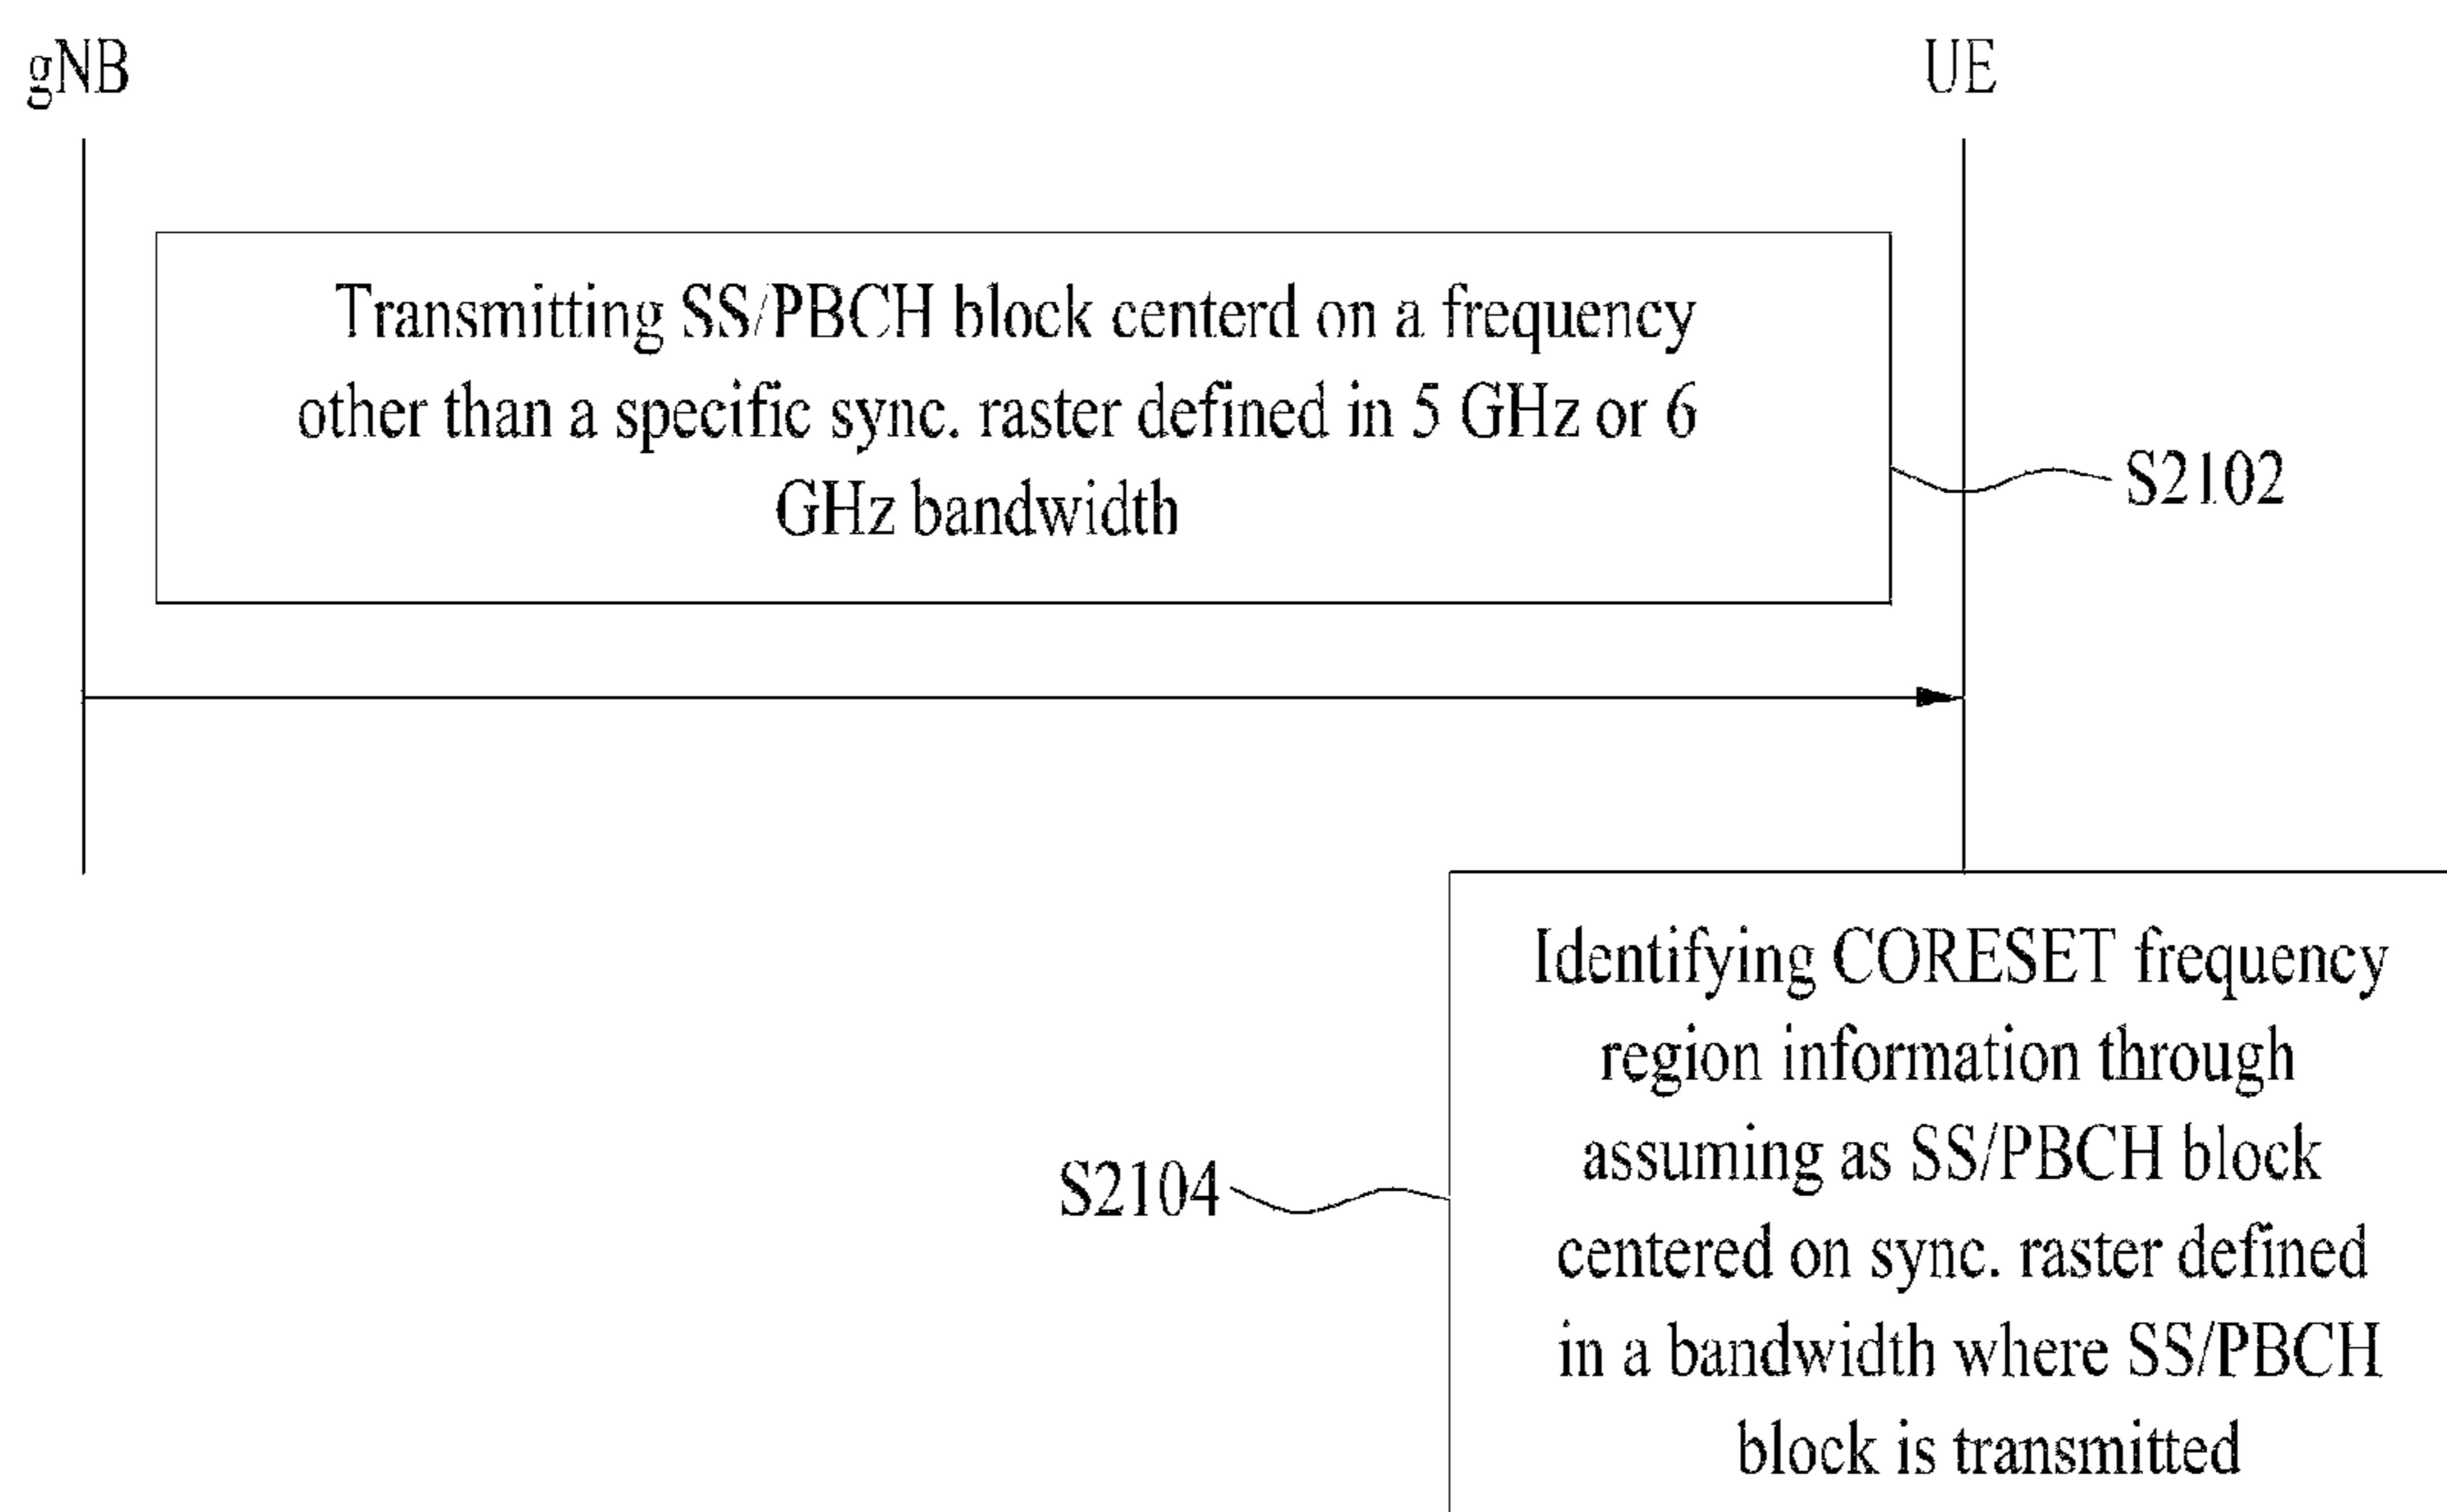 gNB
UE
Transmitting SS/PBCH block centerd on a frequency
other than a specific sync. raster defined in 5 GHz or 6
GHz bandwidth
S2102
Identifying CORESET frequency
region information through
assuming as SS/PBCH block
centered on sync. raster defined
in a bandwidth where SS/PBCH
block is transmitted
S2104